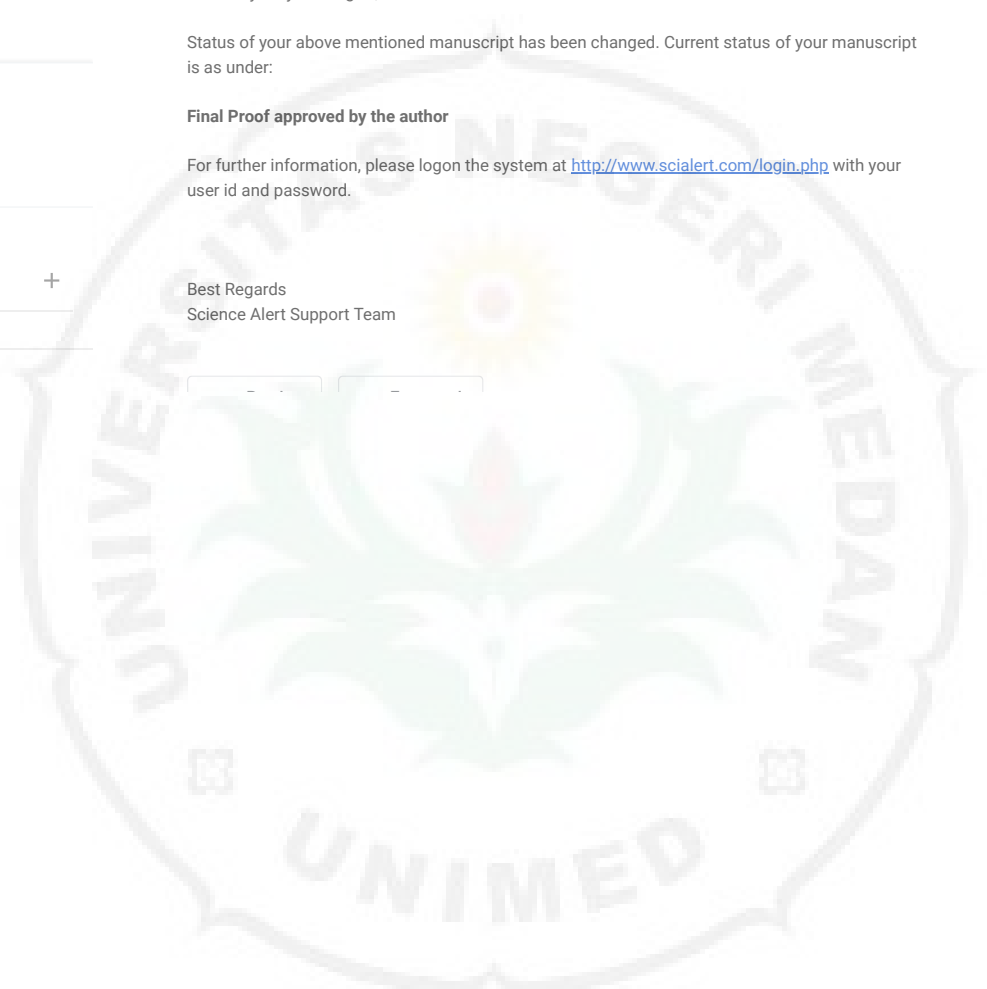 Status of your above mentioned manuscript has been changed. Current status of your manuscript
is as under:
Final Proof approved by the author
For further information, please logon the system at http://www.scialert.com/login.php with your
user id and password.
+
Best Regards
Science Alert Support Team
UNIVERSITAS NEGERI MEDAN
UNIMED